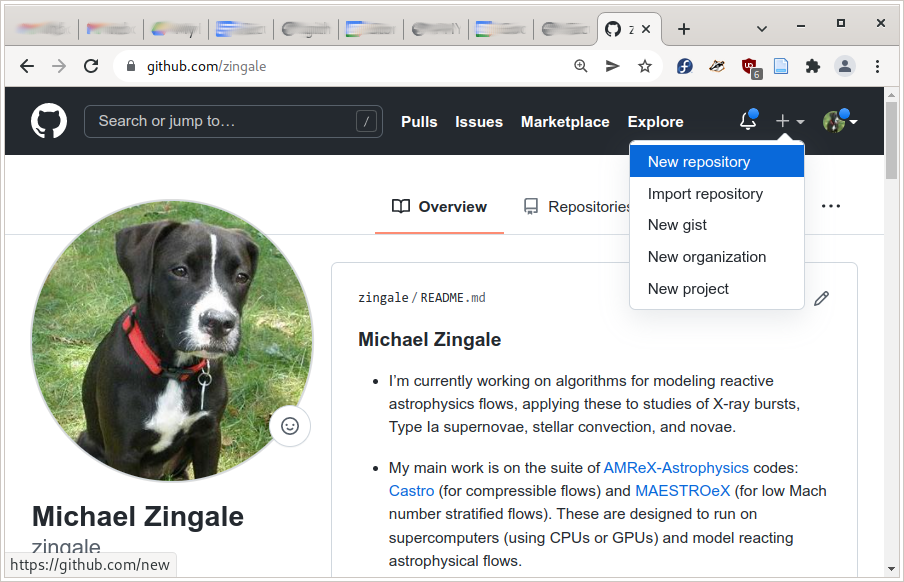 z
github.com/zingale
6
Search or jump to… /
Pulls Issues Marketplace Explore
New repository
Import repository
New gist
New organization
New project
Overview Repositories
zingale/README.md
Michael Zingale
• I'm currently working on algorithms for modeling reactive
astrophysics flows, applying these to studies of X-ray bursts,
Type Ia supernovae, stellar convection, and novae.
• My main work is on the suite of AMReX-Astrophysics codes:
Castro (for compressible flows) and MAESTROeX (for low Mach
number stratified flows). These are designed to run on
supercomputers (using CPUs or GPUs) and model reacting
astrophysical flows.
Michael Zingale
zingale
https://github.com/new